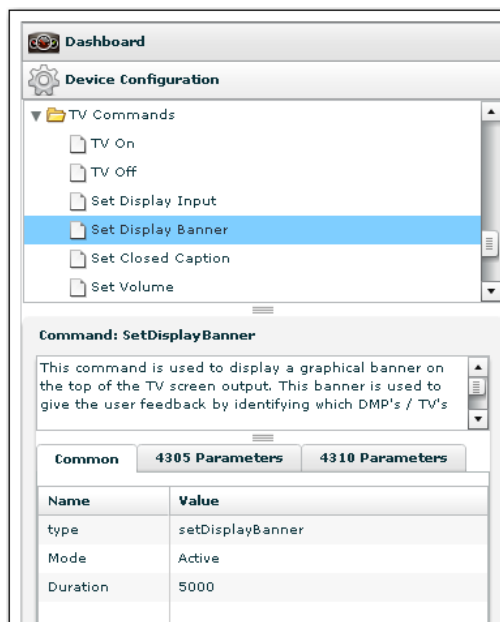 Dashboard
Device Configuration
TV Commands
TV On
TV Off
Set Display Input
Set Display Banner
Set Closed Caption
Set Volume
Command: SetDisplayBanner
This command is used to display a graphical banner on
the top of the TV screen output. This banner is used to
give the user feedback by identifying which DMP's / TV's
Common 4305 Parameters 4310 Parameters
Name Value
type setDisplayBanner
Mode Active
Duration 5000